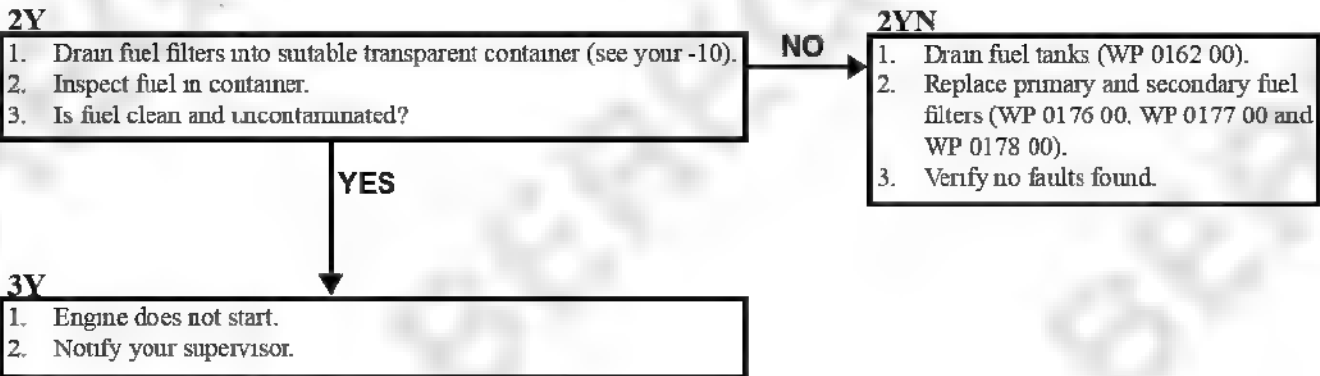 2Y
1. Drain fuel filters into suitable transparent container (see your -10).
2. Inspect fuel in container.
3. Is fuel clean and uncontaminated?
NO
2YN
1. Drain fuel tanks (WP 0162 00).
2. Replace primary and secondary fuel
filters (WP 0176 00, WP 0177 00 and
WP 0178 00).
3. Verify no faults found.
YES
3Y
1. Engine does not start.
2. Notify your supervisor.